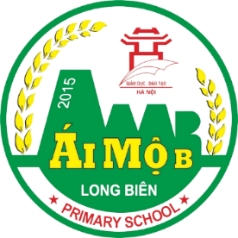 GIÁO DỤC ĐÀO TẠO
HÀ NỘI
2015
ÁI MỘ B
LONG BIÊN
PRIMARY SCHOOL